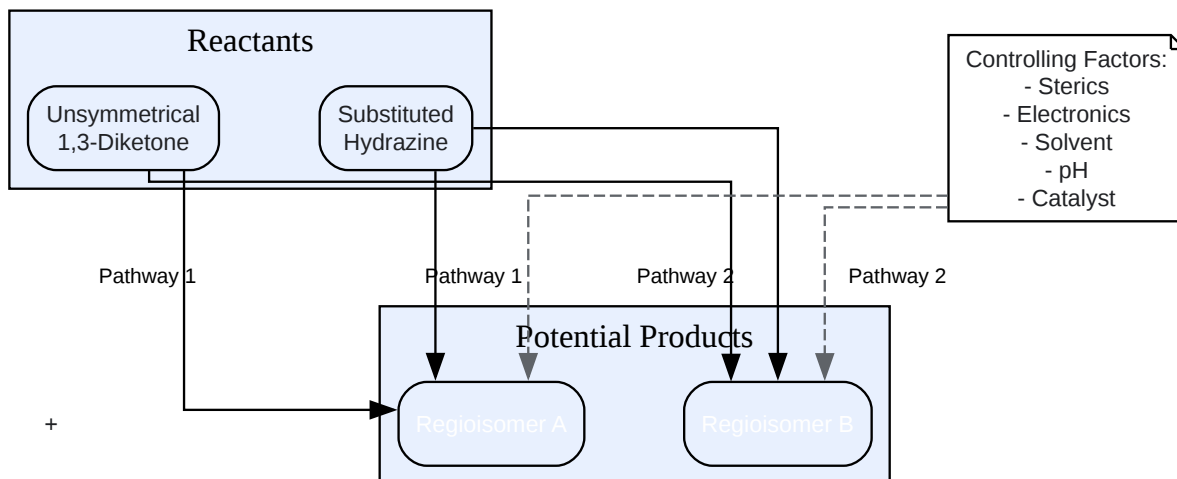 Reactants
Unsymmetrical
1,3-Diketone
Substituted
Hydrazine
Controlling Factors:
- Sterics
- Electronics
- Solvent
- pH
- Catalyst
Pathway 1
Pathway 1
Pathway 2
Pathway 2
Potential Products
+
Regioisomer A
Regioisomer B